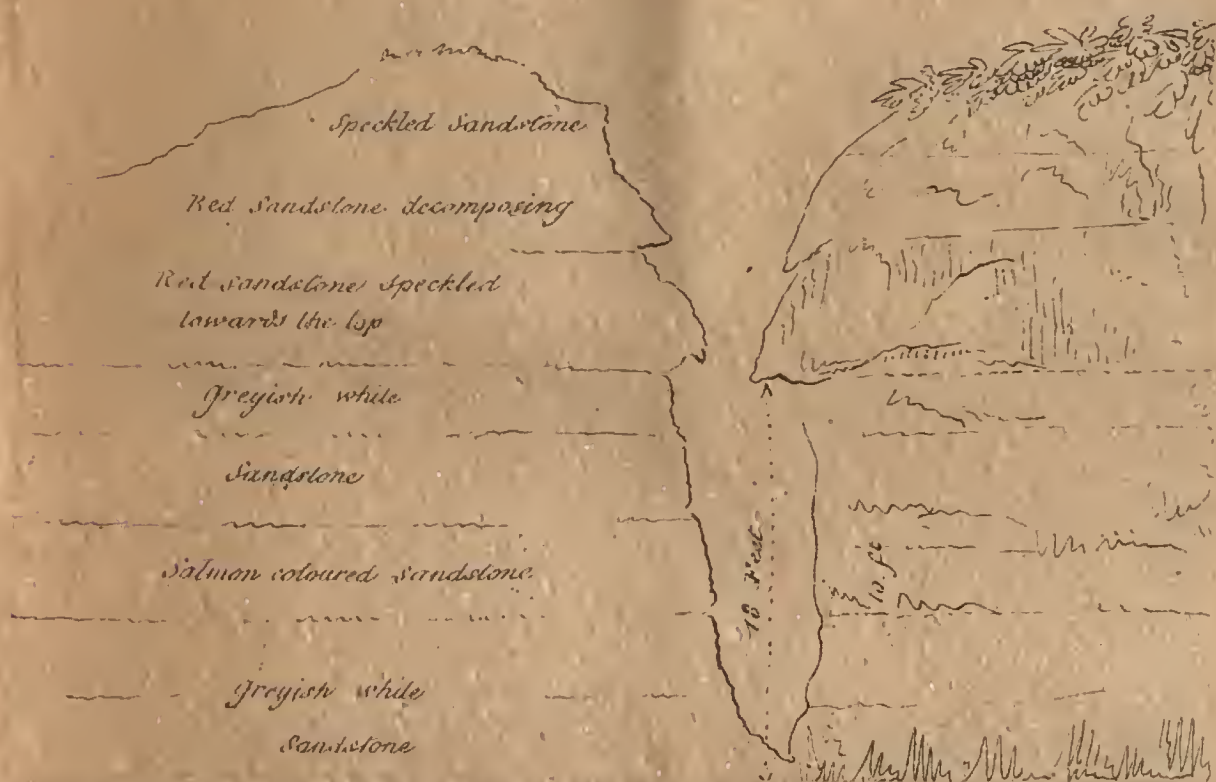 Speckled Sandstone
Red Sandstone decomposing
Red Sandstone Speckled
towards the top
Greyish white
Sandstone
Salmon coloured Sandstone
Greyish white
Sandstone
18 Feet
10 ft